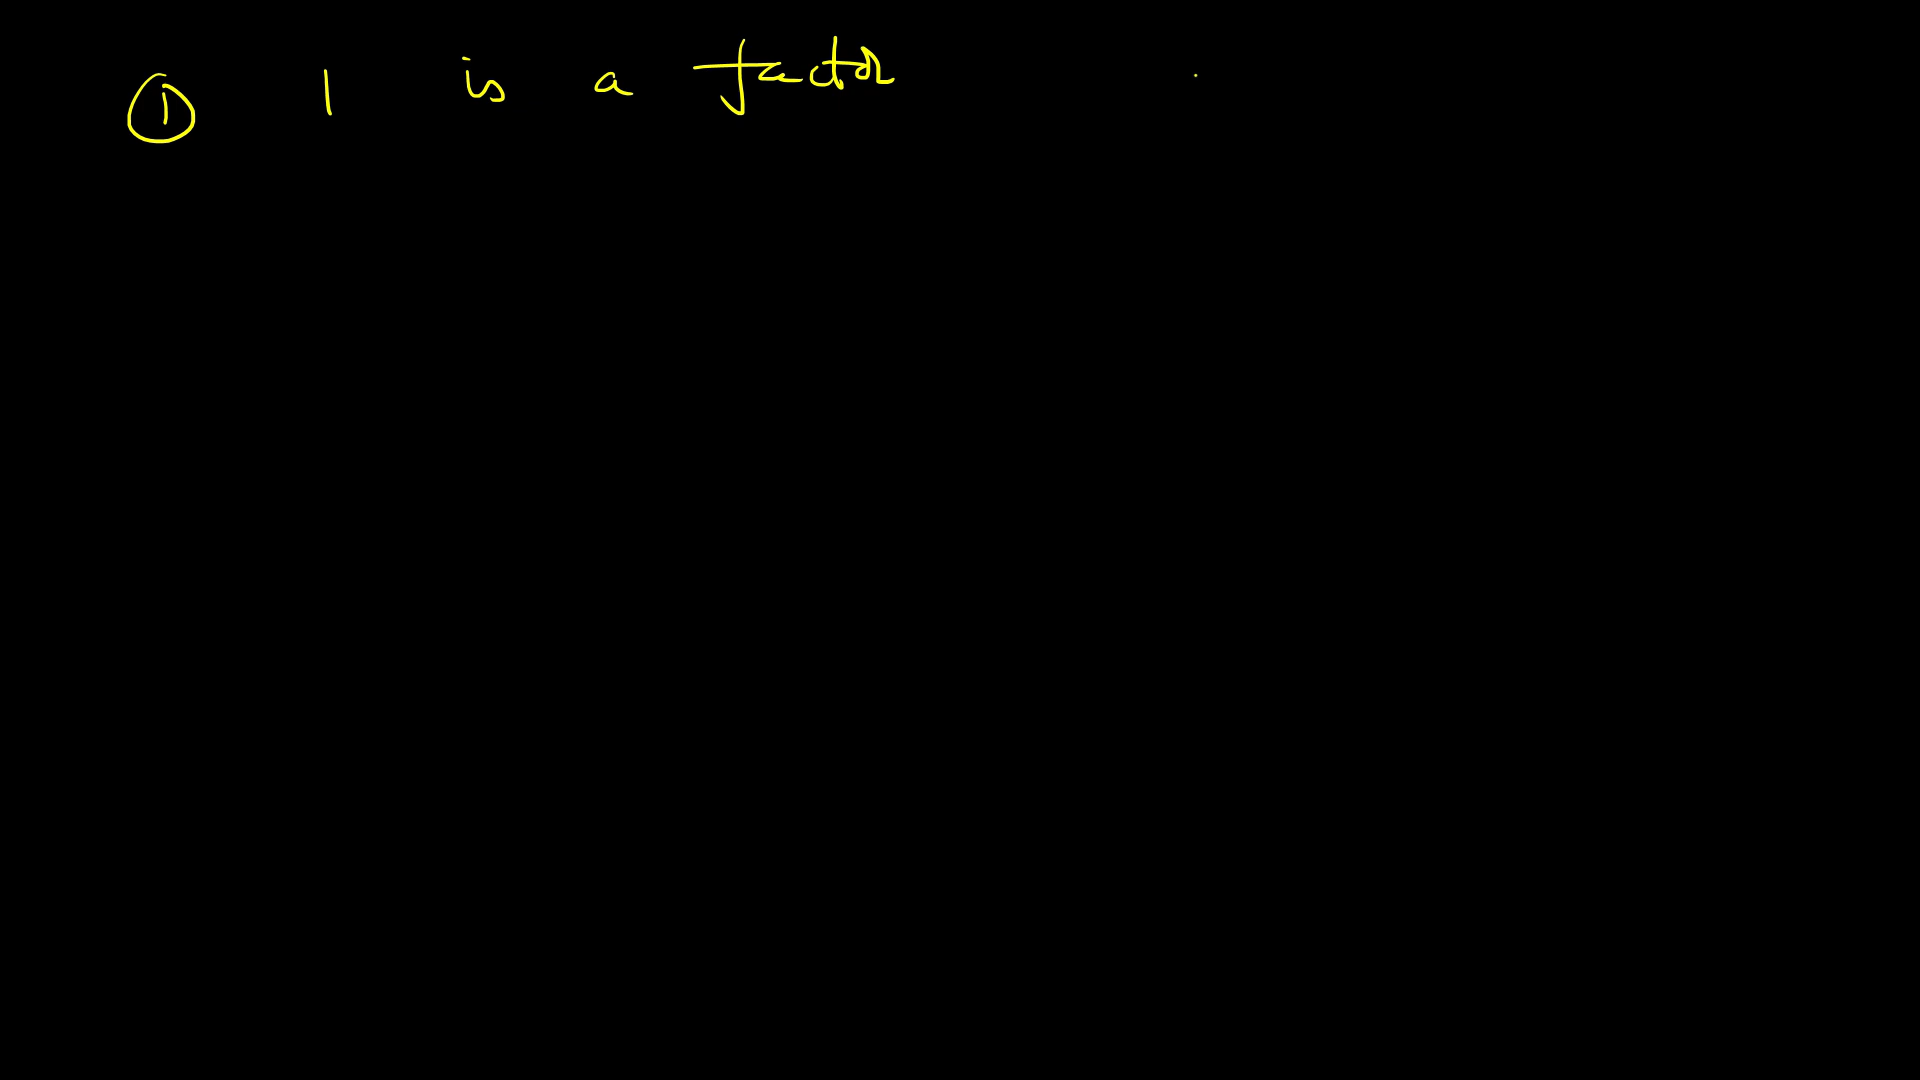 ① 1 is a factor